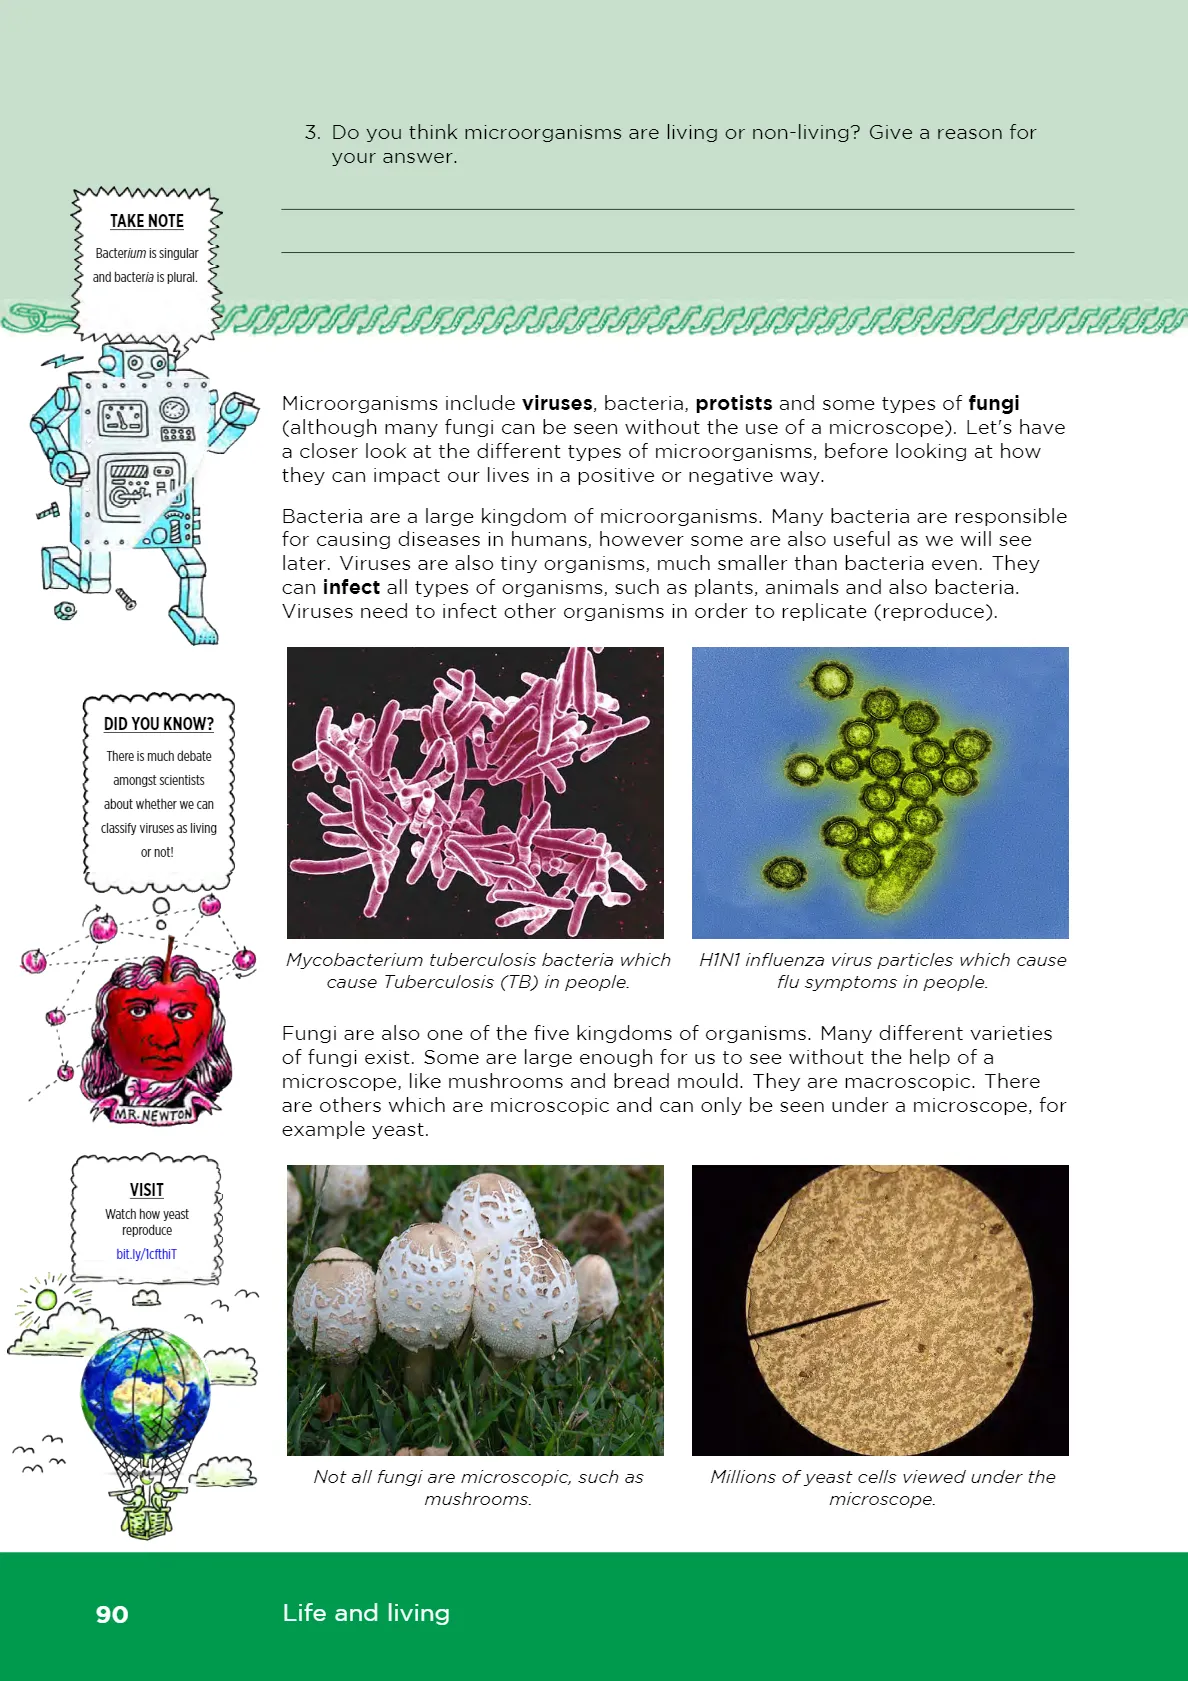 3. Do you think microorganisms are living or non-living? Give a reason for
your answer.
TAKE NOTE
Bacterium is singular
and bacteria is plural.
Microorganisms include viruses, bacteria, protists and some types of fungi
(although many fungi can be seen without the use of a microscope). Let's have
a closer look at the different types of microorganisms, before looking at how
they can impact our lives in a positive or negative way.
Bacteria are a large kingdom of microorganisms. Many bacteria are responsible
for causing diseases in humans, however some are also useful as we will see
later. Viruses are also tiny organisms, much smaller than bacteria even. They
can infect all types of organisms, such as plants, animals and also bacteria.
Viruses need to infect other organisms in order to replicate (reproduce).
DID YOU KNOW?
There is much debate
amongst scientists
about whether we can
classify viruses as living
or not!
MR. NEWTON
Mycobacterium tuberculosis bacteria which
cause Tuberculosis (TB) in people.
H1N1 influenza virus particles which cause
flu symptoms in people.
Fungi are also one of the five kingdoms of organisms. Many different varieties
of fungi exist. Some are large enough for us to see without the help of a
microscope, like mushrooms and bread mould. They are macroscopic. There
are others which are microscopic and can only be seen under a microscope, for
example yeast.
VISIT
Watch how yeast
reproduce
bit.ly/1cfthiT
Not all fungi are microscopic, such as
mushrooms.
Millions of yeast cells viewed under the
microscope.
90
Life and living